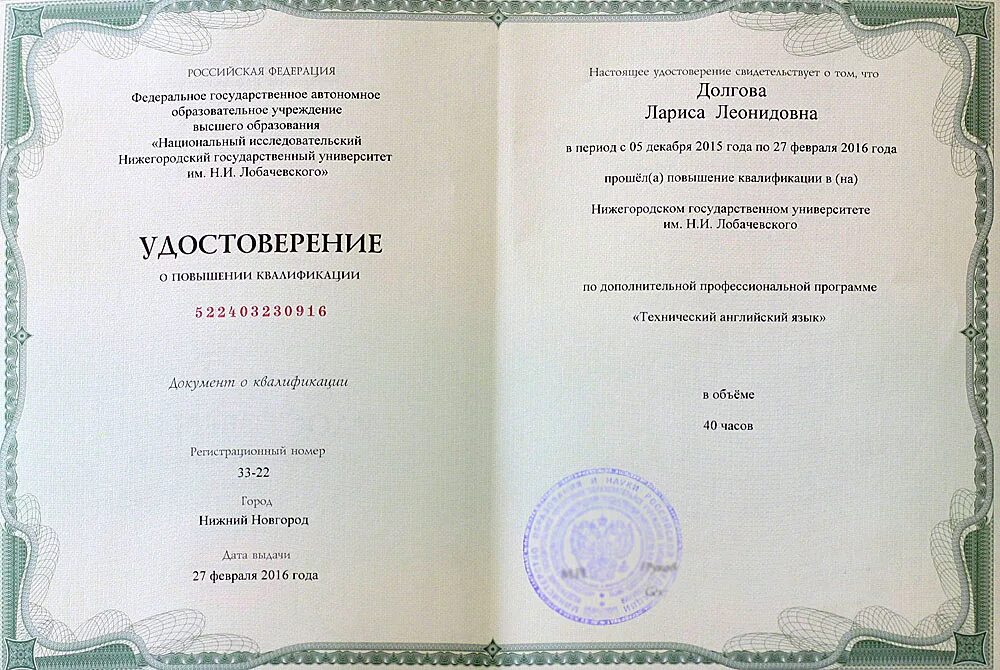 РОССИЙСКАЯ ФЕДЕРАЦИЯ
Федеральное государственное автономное
образовательное учреждение
высшего образования
«Национальный исследовательский
Нижегородский государственный университет
им. Н.И. Лобачевского»
УДОСТОВЕРЕНИЕ
О ПОВЫШЕНИИ КВАЛИФИКАЦИИ
522403230916
Документ о квалификации
Регистрационный номер
33-22
Город
Нижний Новгород
Дата выдачи
27 февраля 2016 года
Настоящее удостоверение свидетельствует о том, что
Долгова
Лариса Леонидовна
в период с 05 декабря 2015 года по 27 февраля 2016 года
прошёл(а) повышение квалификации в (на)
Нижегородском государственном университете
им. Н.И. Лобачевского
по дополнительной профессиональной программе
«Технический английский язык»
в объёме
40 часов
ОБРАЗОВАНИЯ И НАУКИ РОССИЙСКОЙ